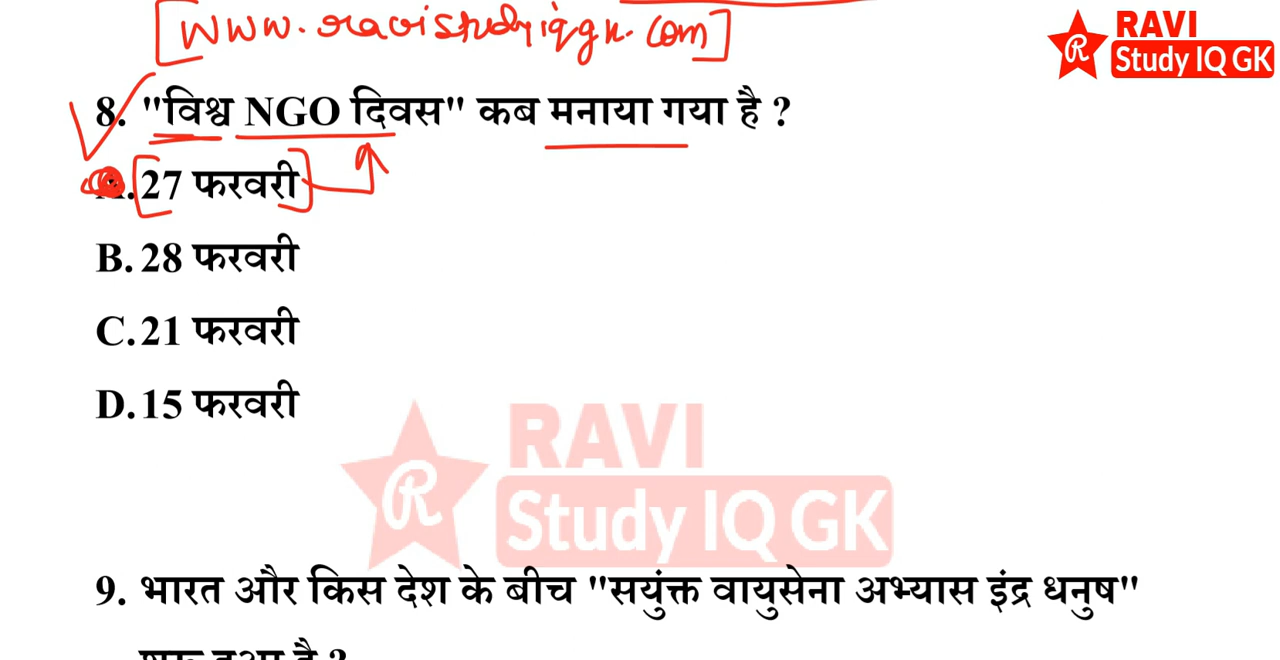 [www.ravistudyiqgk.com]
RAVI
Study IQ GK
8. "विश्व NGO दिवस" कब मनाया गया है ?
A. [27 फरवरी]
B. 28 फरवरी
C. 21 फरवरी
D. 15 फरवरी
RAVI
Study IQ GK
9. भारत और किस देश के बीच "सयुंक्त वायुसेना अभ्यास इंद्र धनुष"
शुरू हुआ है ?